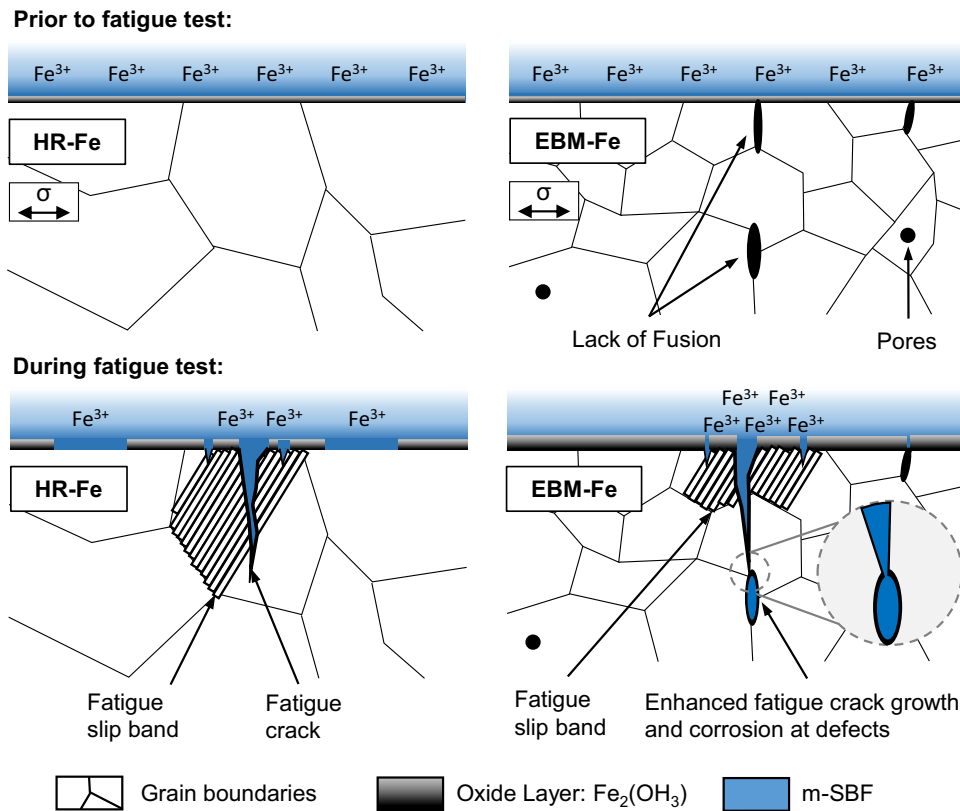 Prior to fatigue test:
Fe³⁺ Fe³⁺ Fe³⁺ Fe³⁺ Fe³⁺ Fe³⁺
HR-Fe
σ
Fe³⁺ Fe³⁺ Fe³⁺ Fe³⁺ Fe³⁺ Fe³⁺
EBM-Fe
σ
Lack of Fusion
Pores
During fatigue test:
Fe³⁺ Fe³⁺ Fe³⁺ Fe³⁺
HR-Fe
Fatigue
slip band
Fatigue
crack
Fe³⁺ Fe³⁺
Fe³⁺ Fe³⁺ Fe³⁺
EBM-Fe
Fatigue
slip band
Enhanced fatigue crack growth
and corrosion at defects
Grain boundaries
Oxide Layer: Fe₂(OH₃)
m-SBF